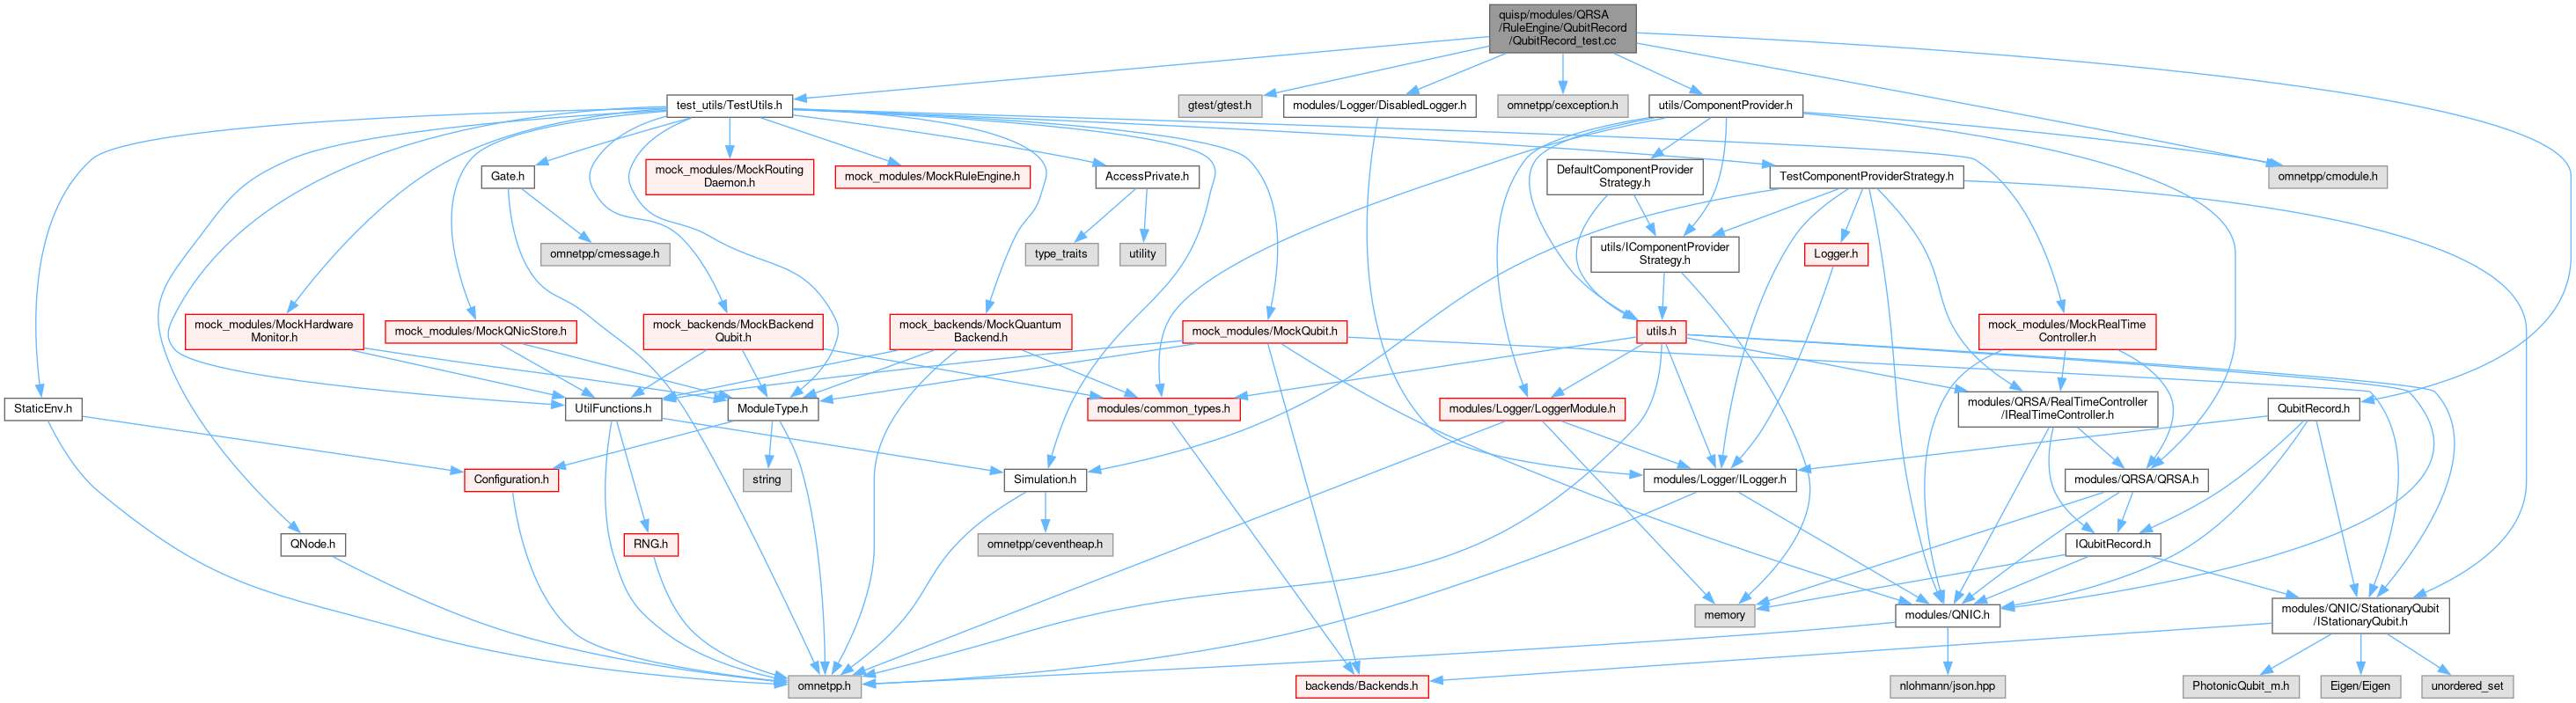 quisp/modules/QRSA
/RuleEngine/QubitRecord
/QubitRecord_test.cc
test_utils/TestUtils.h
gtest/gtest.h
modules/Logger/DisabledLogger.h
omnetpp/cexception.h
utils/ComponentProvider.h
Gate.h
mock_modules/MockRouting
Daemon.h
mock_modules/MockRuleEngine.h
AccessPrivate.h
DefaultComponentProvider
Strategy.h
TestComponentProviderStrategy.h
omnetpp/cmodule.h
omnetpp/cmessage.h
type_traits
utility
utils/IComponentProvider
Strategy.h
Logger.h
mock_modules/MockHardware
Monitor.h
mock_modules/MockQNicStore.h
mock_backends/MockBackend
Qubit.h
mock_backends/MockQuantum
Backend.h
mock_modules/MockQubit.h
utils.h
mock_modules/MockRealTime
Controller.h
StaticEnv.h
UtilFunctions.h
ModuleType.h
modules/common_types.h
modules/Logger/LoggerModule.h
modules/QRSA/RealTimeController
/IRealTimeController.h
QubitRecord.h
Configuration.h
string
Simulation.h
modules/Logger/ILogger.h
modules/QRSA/QRSA.h
QNode.h
RNG.h
omnetpp/ceventheap.h
IQubitRecord.h
memory
modules/QNIC.h
modules/QNIC/StationaryQubit
/IStationaryQubit.h
omnetpp.h
backends/Backends.h
nlohmann/json.hpp
PhotonicQubit_m.h
Eigen/Eigen
unordered_set